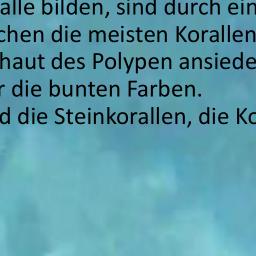 alle bilden, sind durch ein
chen die meisten Korallen
haut des Polypen ansiede
r die bunten Farben.
d die Steinkorallen, die Ko